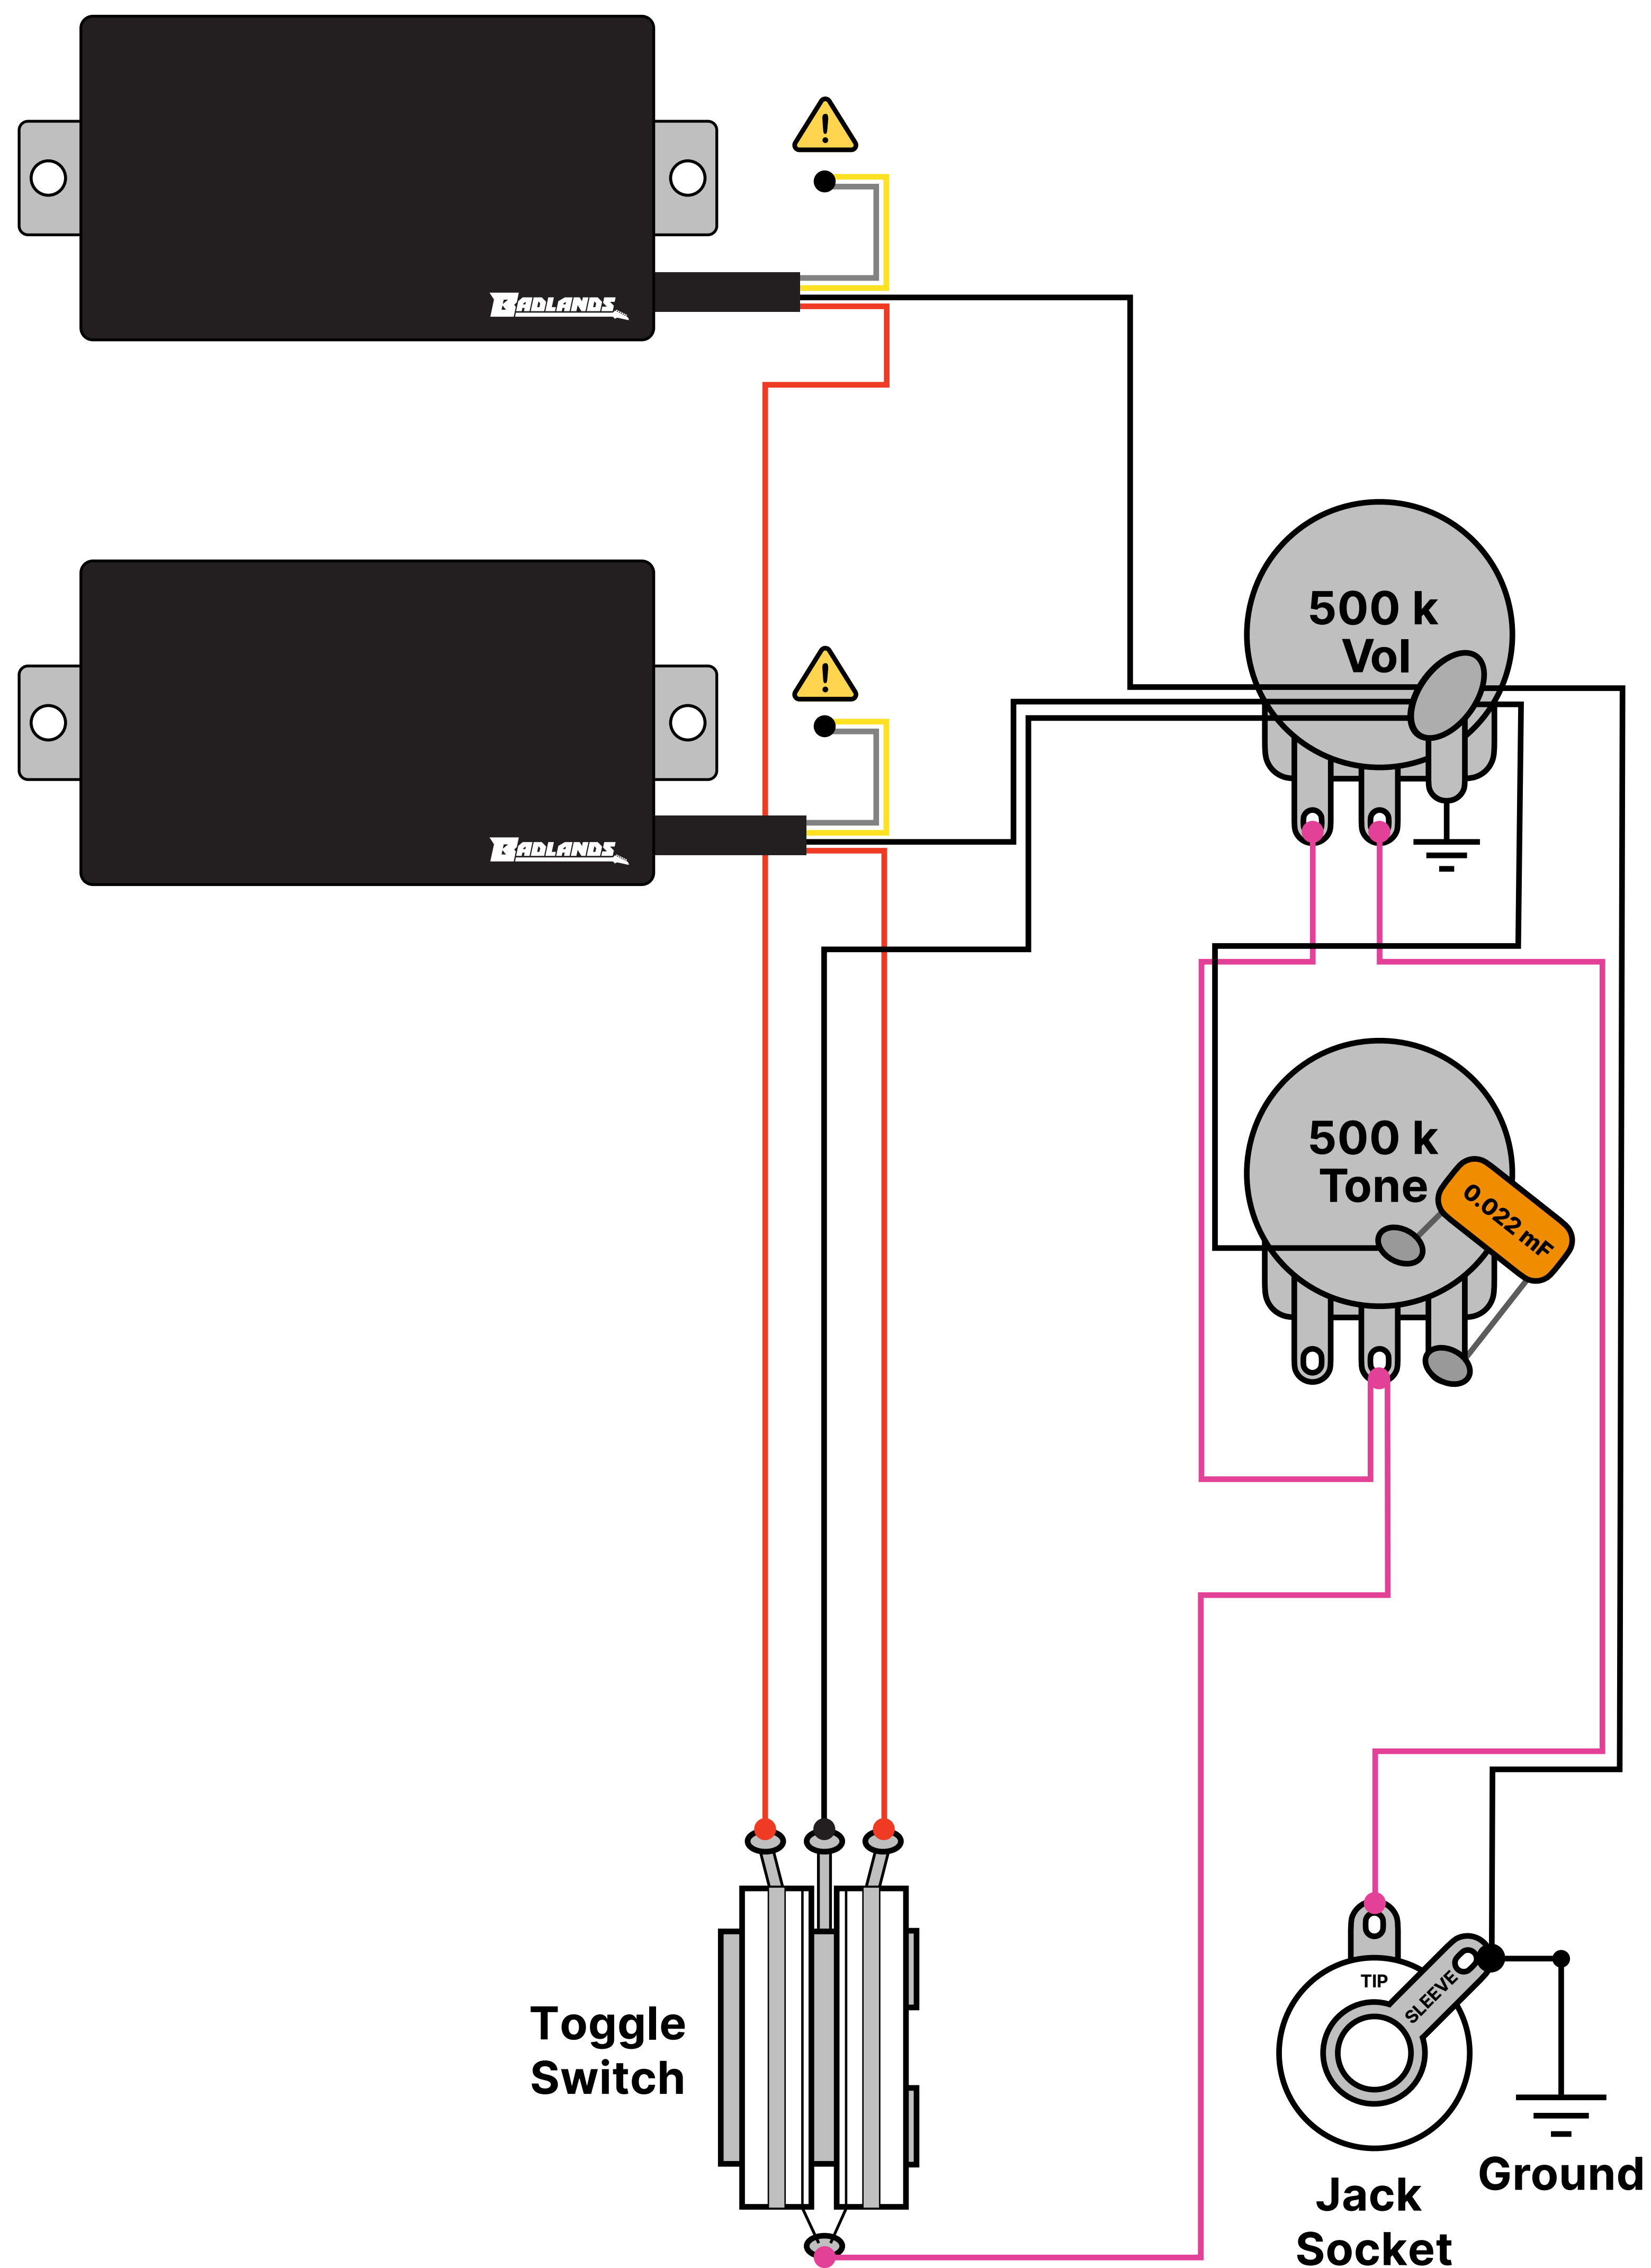 !
BADLANDS
500 k
Vol
!
BADLANDS
500 k
Tone
0.022 mF
TIP
SLEEVE
Toggle
Switch
Ground
Jack
Socket